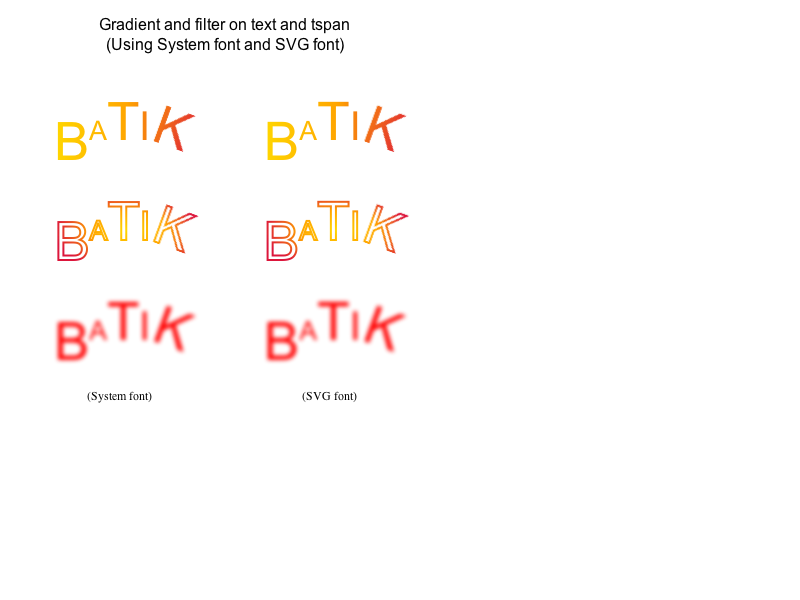 Gradient and filter on text and tspan
(Using System font and SVG font)
BATIK BATIK
BATIK BATIK
BATIK BATIK
(System font) (SVG font)